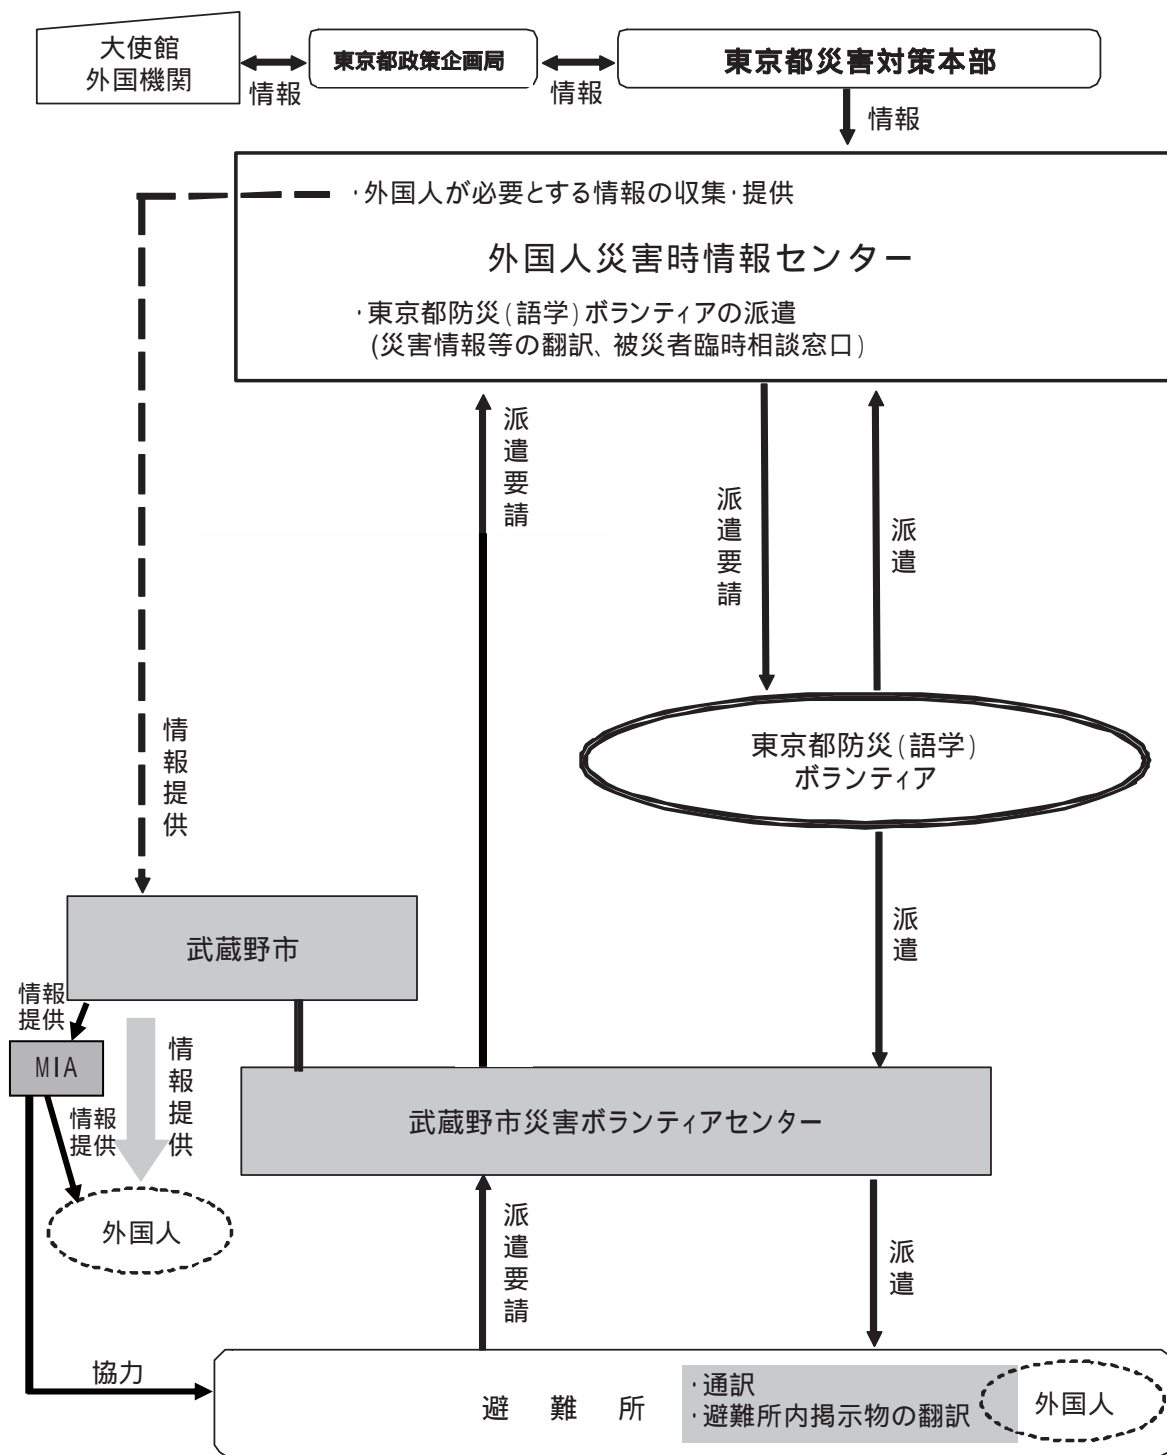 大使館
外国機関
情報
東京都政策企画局
情報
東京都災害対策本部
情報
・外国人が必要とする情報の収集・提供
外国人災害時情報センター
・東京都防災(語学)ボランティアの派遣
(災害情報等の翻訳、被災者臨時相談窓口)
派遣要請
派遣要請
派遣
情報提供
東京都防災(語学)
ボランティア
派遣
武蔵野市
情報
提供
MIA
情報提供
情報
提供
武蔵野市災害ボランティアセンター
外国人
派遣要請
派遣
協力
避難所
・通訳
・避難所内掲示物の翻訳
外国人